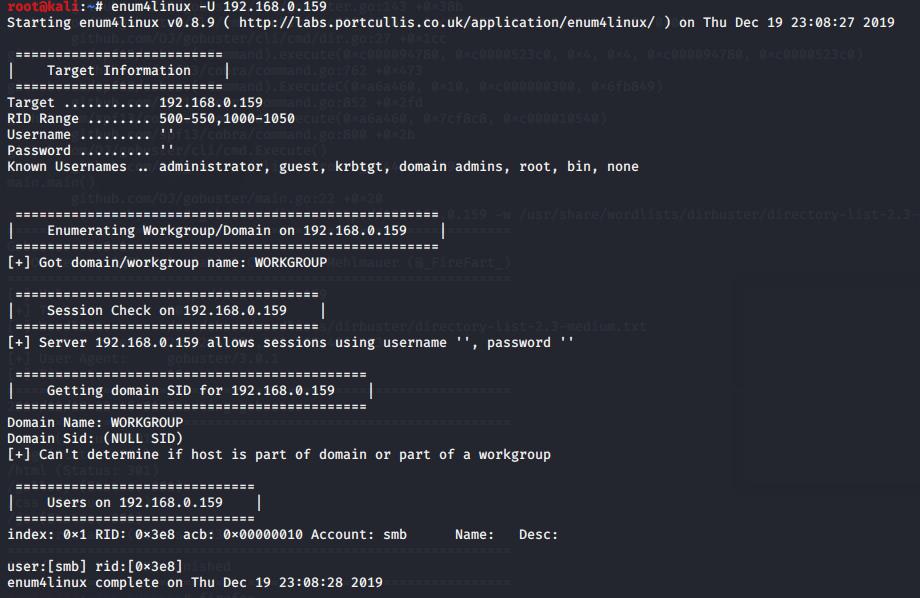 root@kali:~# enum4linux -U 192.168.0.159
Starting enum4linux v0.8.9 ( http://labs.portcullis.co.uk/application/enum4linux/ ) on Thu Dec 19 23:08:27 2019
==========================
| Target Information |
==========================
Target ........... 192.168.0.159
RID Range ........ 500-550,1000-1050
Username ......... ''
Password ......... ''
Known Usernames .. administrator, guest, krbtgt, domain admins, root, bin, none
=====================================================
| Enumerating Workgroup/Domain on 192.168.0.159 |
=====================================================
[+] Got domain/workgroup name: WORKGROUP
======================================
| Session Check on 192.168.0.159 |
======================================
[+] Server 192.168.0.159 allows sessions using username '', password ''
============================================
| Getting domain SID for 192.168.0.159 |
============================================
Domain Name: WORKGROUP
Domain Sid: (NULL SID)
[+] Can't determine if host is part of domain or part of a workgroup
==============================
| Users on 192.168.0.159 |
==============================
index: 0×1 RID: 0×3e8 acb: 0×00000010 Account: smb Name: Desc:
user:[smb] rid:[0×3e8]
enum4linux complete on Thu Dec 19 23:08:28 2019